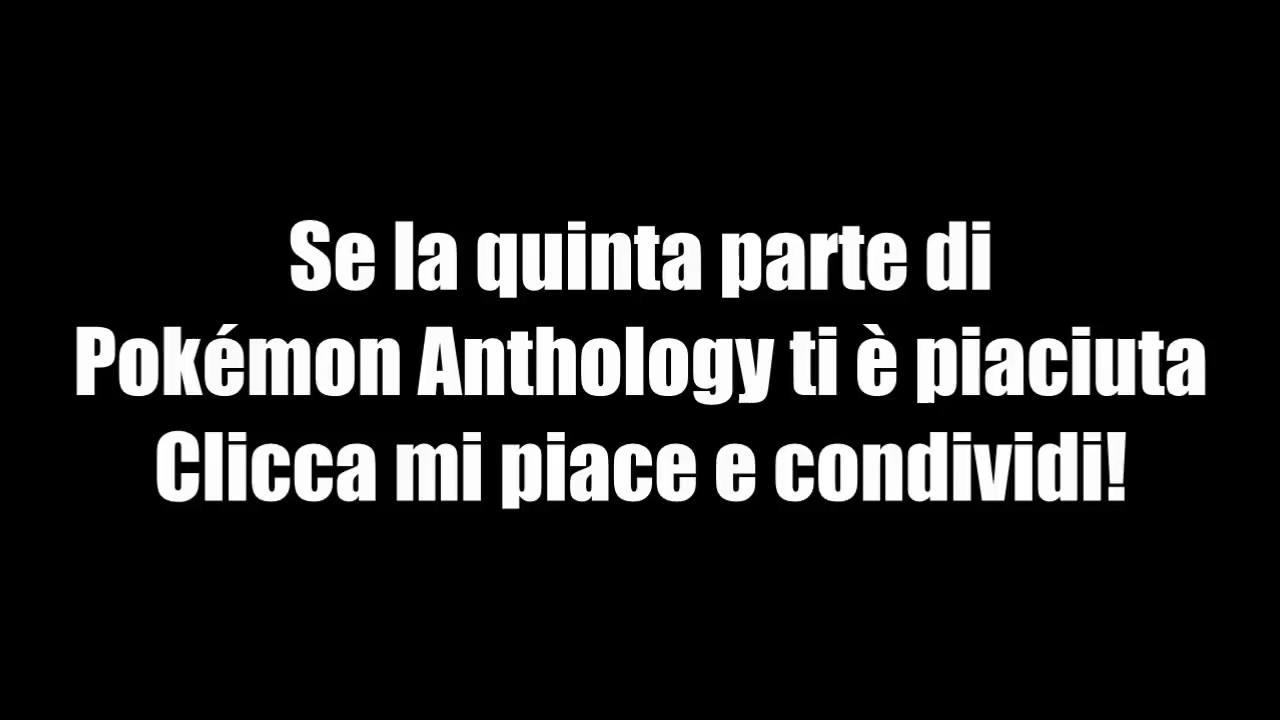 Se la quinta parte di
Pokémon Anthology ti è piaciuta
Clicca mi piace e condividi!